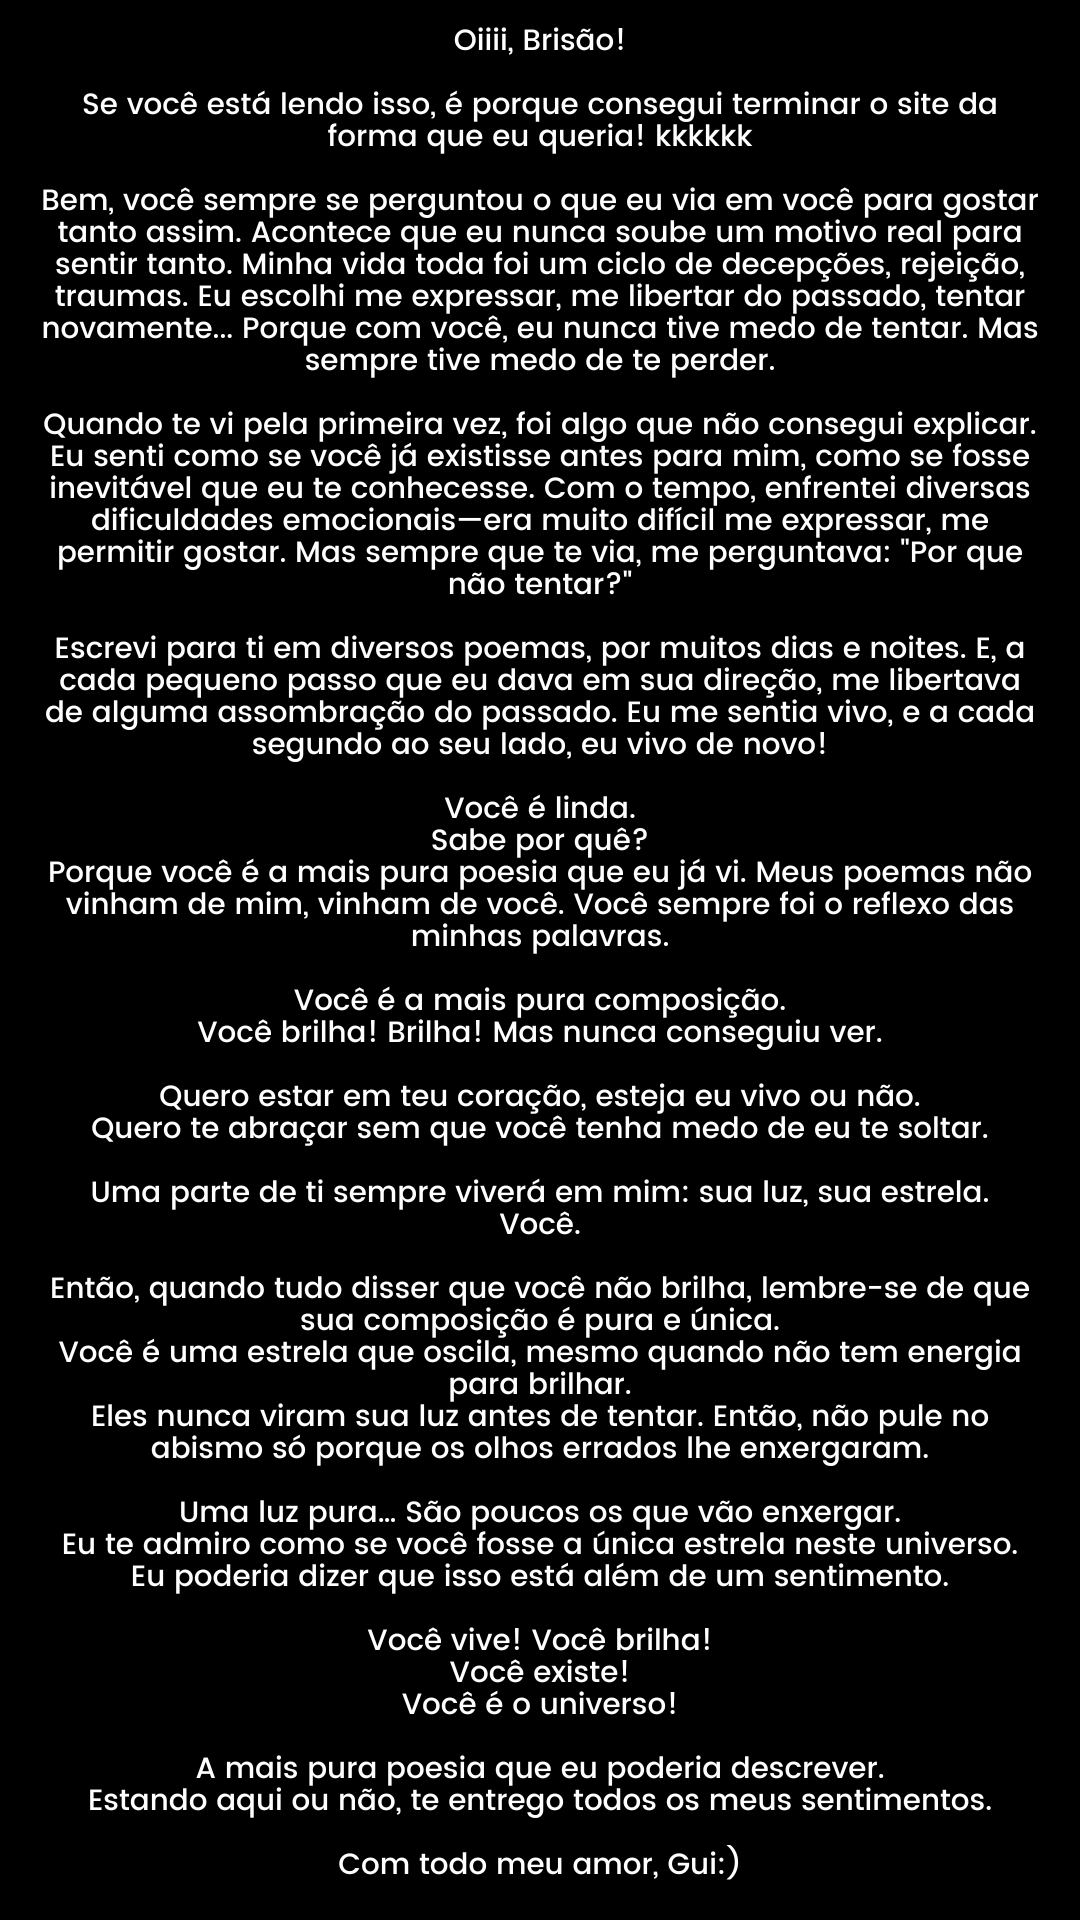 Oiiii, Brisão!
Se você está lendo isso, é porque consegui terminar o site da
forma que eu queria! kkkkkk
Bem, você sempre se perguntou o que eu via em você para gostar
tanto assim. Acontece que eu nunca soube um motivo real para
sentir tanto. Minha vida toda foi um ciclo de decepções, rejeição,
traumas. Eu escolhi me expressar, me libertar do passado, tentar
novamente... Porque com você, eu nunca tive medo de tentar. Mas
sempre tive medo de te perder.
Quando te vi pela primeira vez, foi algo que não consegui explicar.
Eu senti como se você já existisse antes para mim, como se fosse
inevitável que eu te conhecesse. Com o tempo, enfrentei diversas
dificuldades emocionais—era muito difícil me expressar, me
permitir gostar. Mas sempre que te via, me perguntava: "Por que
não tentar?"
Escrevi para ti em diversos poemas, por muitos dias e noites. E, a
cada pequeno passo que eu dava em sua direção, me libertava
de alguma assombração do passado. Eu me sentia vivo, e a cada
segundo ao seu lado, eu vivo de novo!
Você é linda.
Sabe por quê?
Porque você é a mais pura poesia que eu já vi. Meus poemas não
vinham de mim, vinham de você. Você sempre foi o reflexo das
minhas palavras.
Você é a mais pura composição.
Você brilha! Brilha! Mas nunca conseguiu ver.
Quero estar em teu coração, esteja eu vivo ou não.
Quero te abraçar sem que você tenha medo de eu te soltar.
Uma parte de ti sempre viverá em mim: sua luz, sua estrela.
Você.
Então, quando tudo disser que você não brilha, lembre-se de que
sua composição é pura e única.
Você é uma estrela que oscila, mesmo quando não tem energia
para brilhar.
Eles nunca viram sua luz antes de tentar. Então, não pule no
abismo só porque os olhos errados lhe enxergaram.
Uma luz pura... São poucos os que vão enxergar.
Eu te admiro como se você fosse a única estrela neste universo.
Eu poderia dizer que isso está além de um sentimento.
Você vive! Você brilha!
Você existe!
Você é o universo!
A mais pura poesia que eu poderia descrever.
Estando aqui ou não, te entrego todos os meus sentimentos.
Com todo meu amor, Gui:)